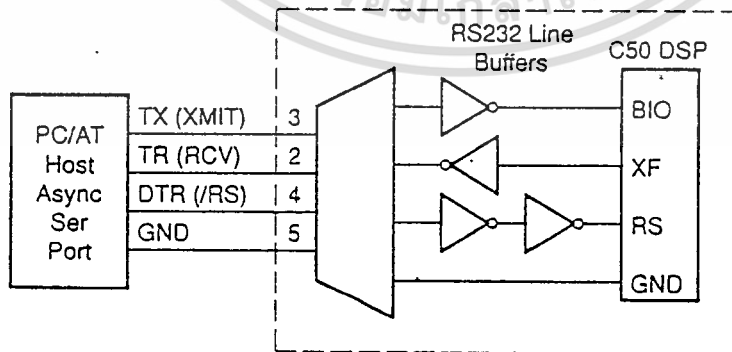 RS232 Line
Buffers
C50 DSP
PC/AT
Host
Async
Ser
Port
TX (XMIT)
3
TR (RCV)
2
DTR (/RS)
4
GND
5
BIO
XF
RS
GND